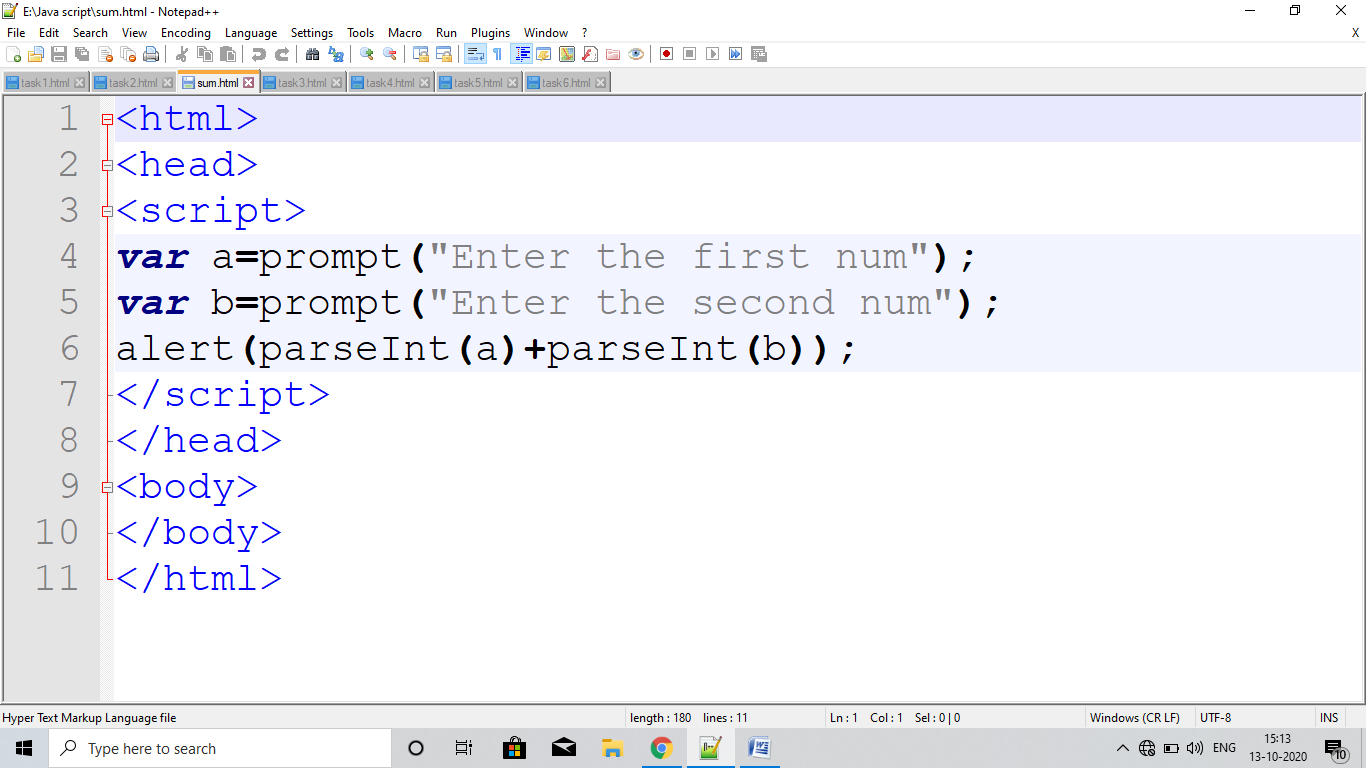 E:\Java script\sum.html - Notepad++
File Edit Search View Encoding Language Settings Tools Macro Run Plugins Window ? X
task1.html task2.html sum.html task3.html task4.html task5.html task6.html
1 <html>
2 <head>
3 <script>
4 var a=prompt("Enter the first num");
5 var b=prompt("Enter the second num");
6 alert(parseInt(a)+parseInt(b));
7 </script>
8 </head>
9 <body>
10 </body>
11 </html>
Hyper Text Markup Language file length : 180 lines : 11 Ln : 1 Col : 1 Sel : 0 | 0 Windows (CR LF) UTF-8 INS
Type here to search ENG 15:13
13-10-2020 10